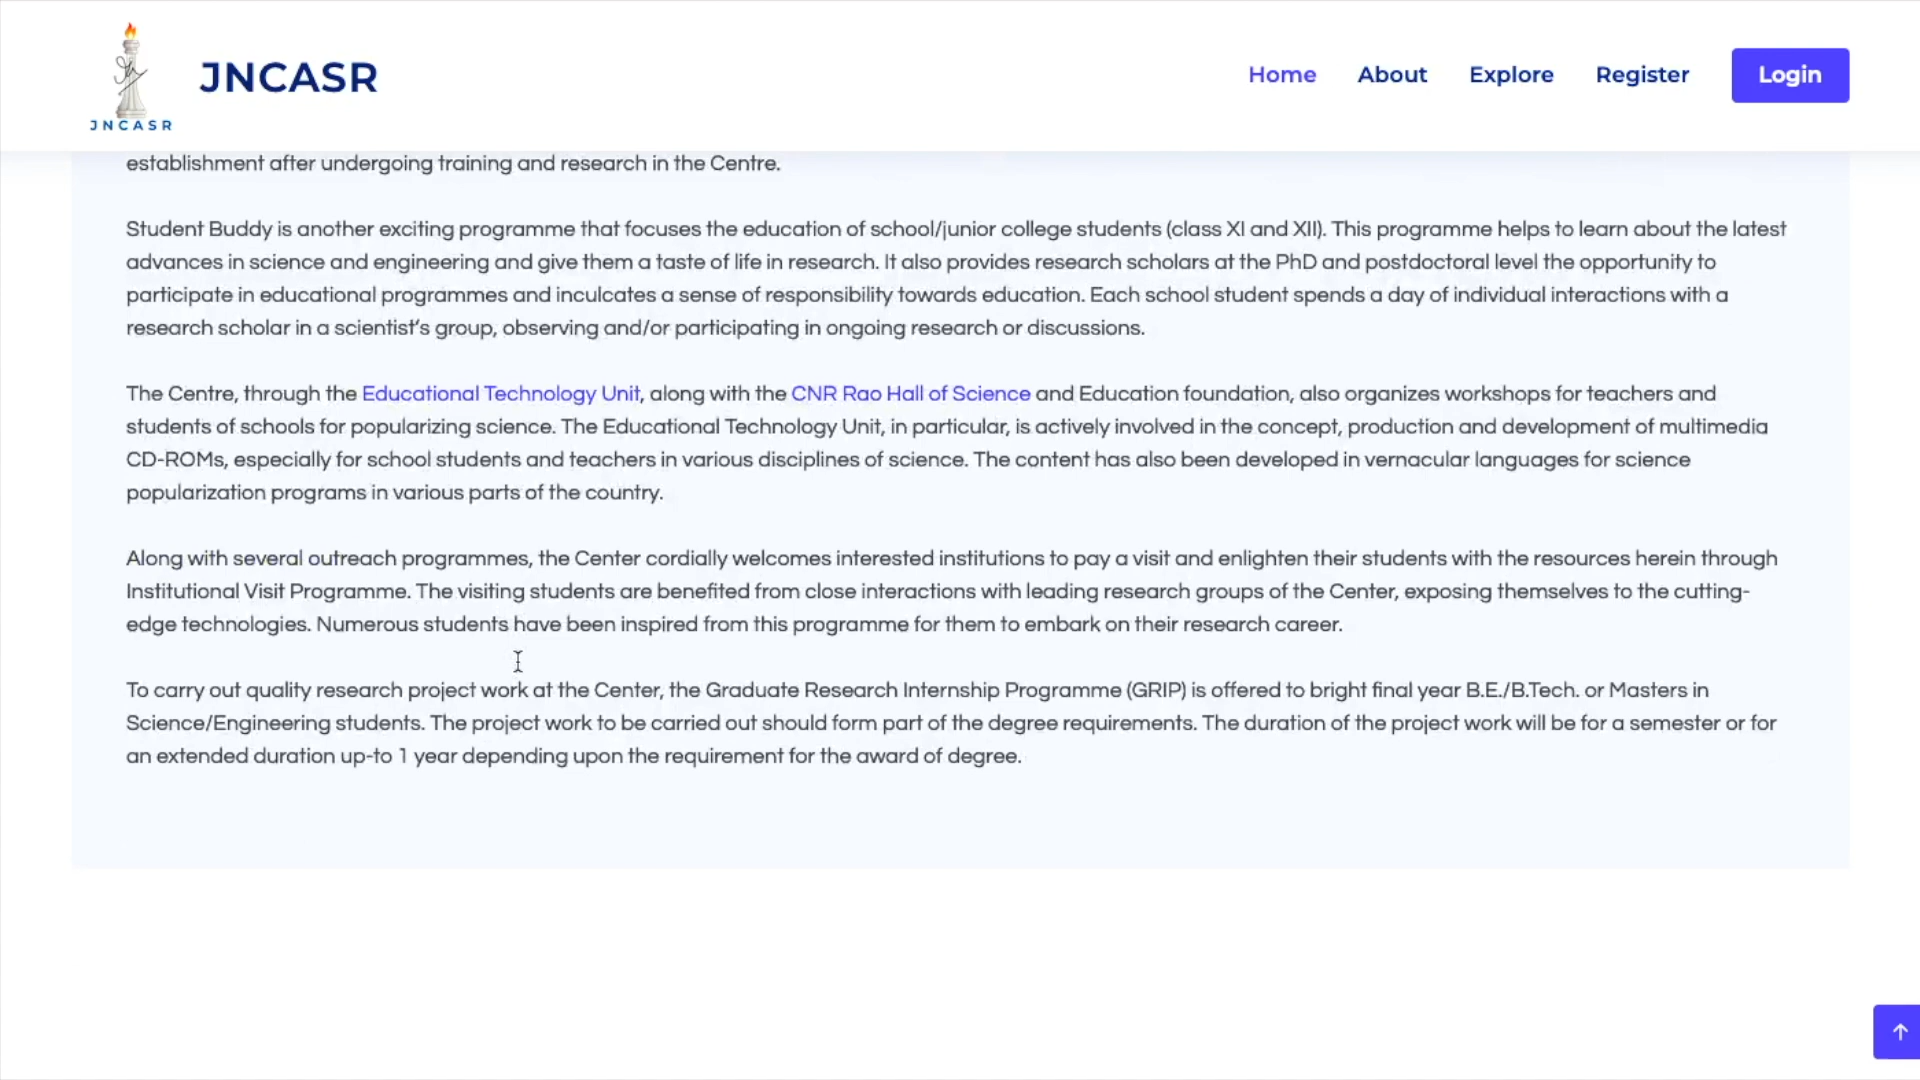 JNCASR
JNCASR
Home About Explore Register Login
establishment after undergoing training and research in the Centre.
Student Buddy is another exciting programme that focuses the education of school/junior college students (class XI and XII). This programme helps to learn about the latest
advances in science and engineering and give them a taste of life in research. It also provides research scholars at the PhD and postdoctoral level the opportunity to
participate in educational programmes and inculcates a sense of responsibility towards education. Each school student spends a day of individual interactions with a
research scholar in a scientist's group, observing and/or participating in ongoing research or discussions.
The Centre, through the Educational Technology Unit, along with the CNR Rao Hall of Science and Education foundation, also organizes workshops for teachers and
students of schools for popularizing science. The Educational Technology Unit, in particular, is actively involved in the concept, production and development of multimedia
CD-ROMs, especially for school students and teachers in various disciplines of science. The content has also been developed in vernacular languages for science
popularization programs in various parts of the country.
Along with several outreach programmes, the Center cordially welcomes interested institutions to pay a visit and enlighten their students with the resources herein through
Institutional Visit Programme. The visiting students are benefited from close interactions with leading research groups of the Center, exposing themselves to the cutting-
edge technologies. Numerous students have been inspired from this programme for them to embark on their research career.
To carry out quality research project work at the Center, the Graduate Research Internship Programme (GRIP) is offered to bright final year B.E./B.Tech. or Masters in
Science/Engineering students. The project work to be carried out should form part of the degree requirements. The duration of the project work will be for a semester or for
an extended duration up-to 1 year depending upon the requirement for the award of degree.